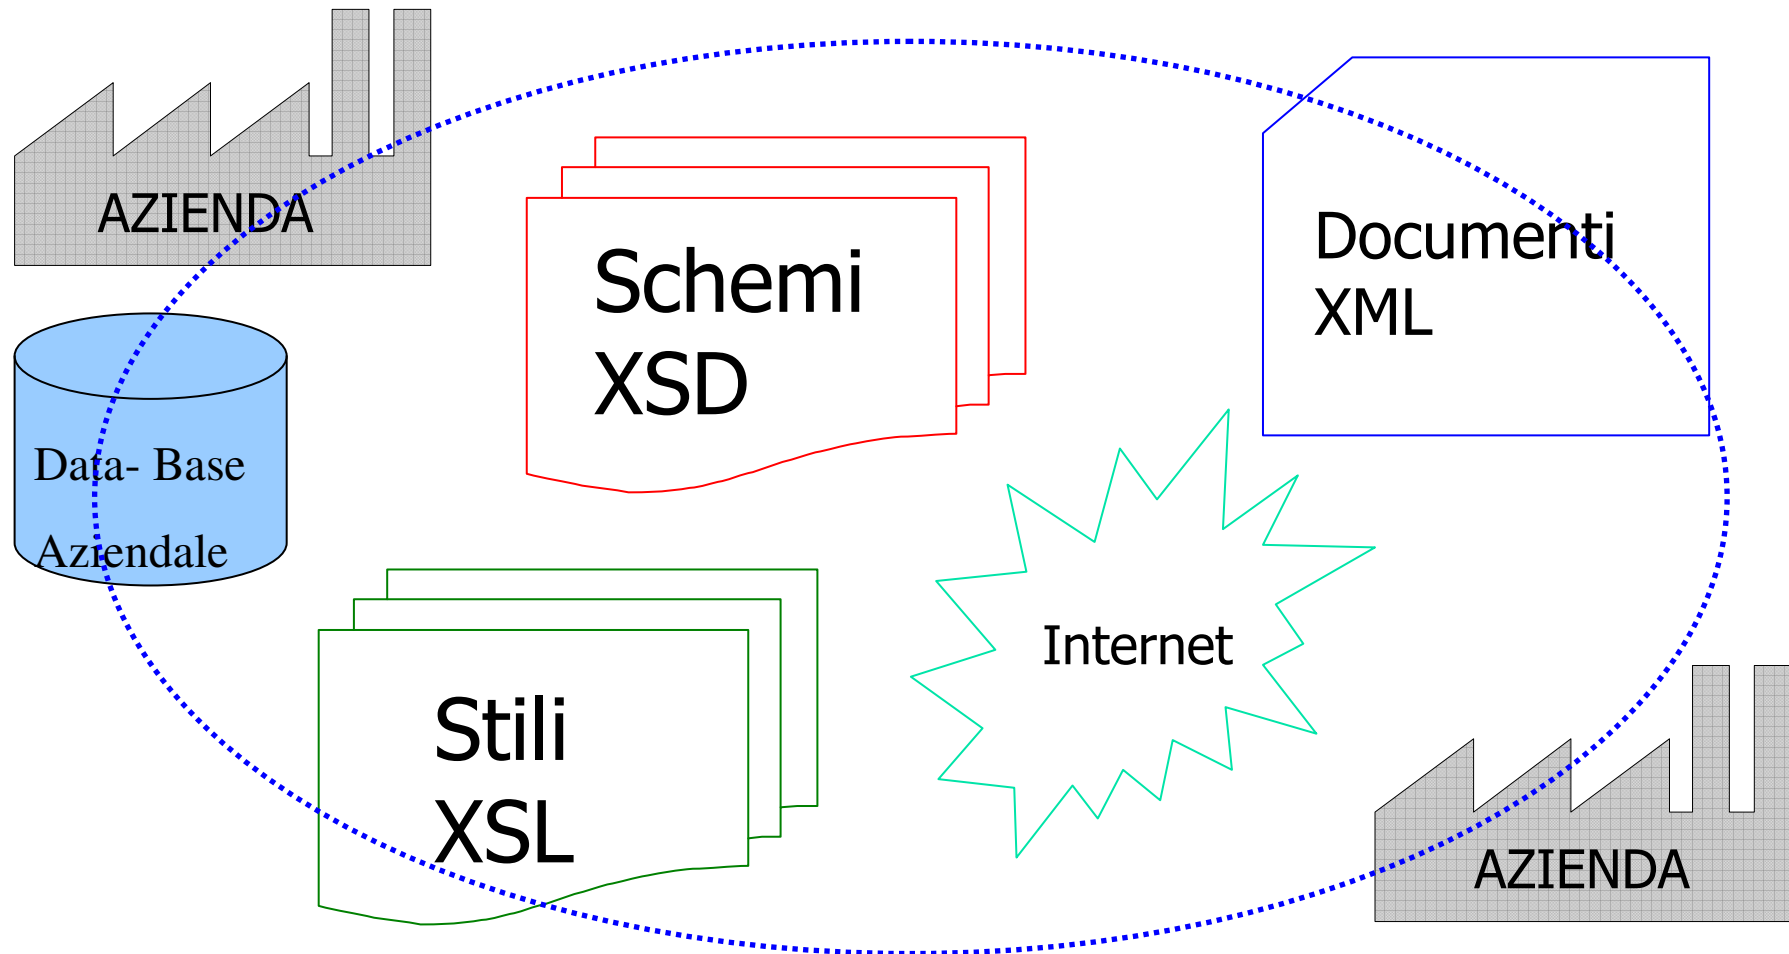 AZIENDA
Schemi
XSD
Documenti
XML
Data- Base
Aziendale
Stili
XSL
Internet
AZIENDA